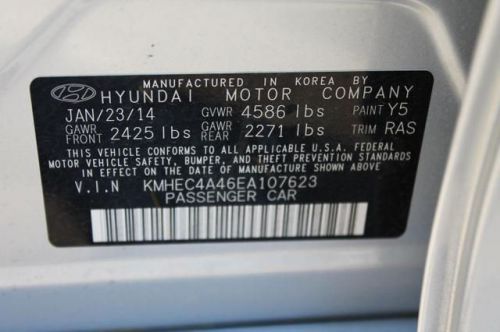 MANUFACTURED IN KOREA BY
HYUNDAI MOTOR COMPANY
JAN/23/14 GVWR 4586 lbs PAINT Y5
GAWR FRONT 2425 lbs GAWR REAR 2271 lbs TRIM RAS
THIS VEHICLE CONFORMS TO ALL APPLICABLE U.S.A. FEDERAL
MOTOR VEHICLE SAFETY, BUMPER, AND THEFT PREVENTION STANDARDS
IN EFFECT ON THE DATE OF MANUFACTURE SHOWN ABOVE
V.I.N KMHEC4A46EA107623
PASSENGER CAR